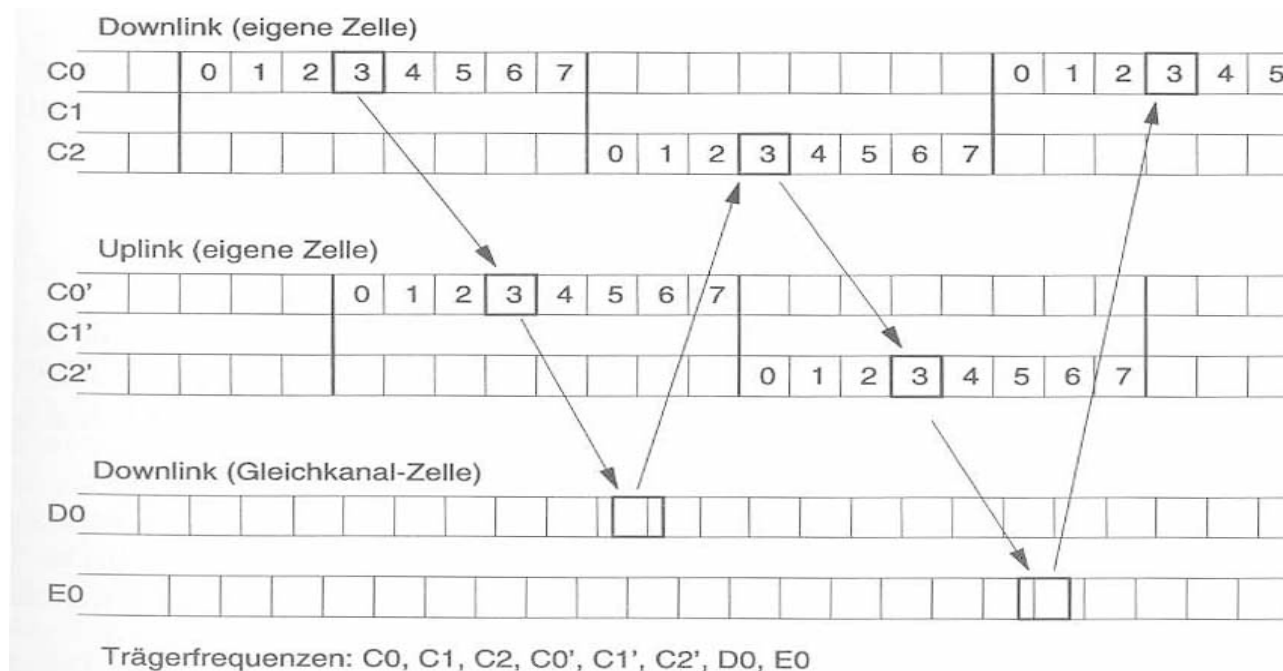 Downlink (eigene Zelle)
C0 0 1 2 3 4 5 6 7 0 1 2 3 4 5
C1
C2 0 1 2 3 4 5 6 7
Uplink (eigene Zelle)
C0' 0 1 2 3 4 5 6 7
C1'
C2' 0 1 2 3 4 5 6 7
Downlink (Gleichkanal-Zelle)
D0
E0
Trägerfrequenzen: C0, C1, C2, C0', C1', C2', D0, E0